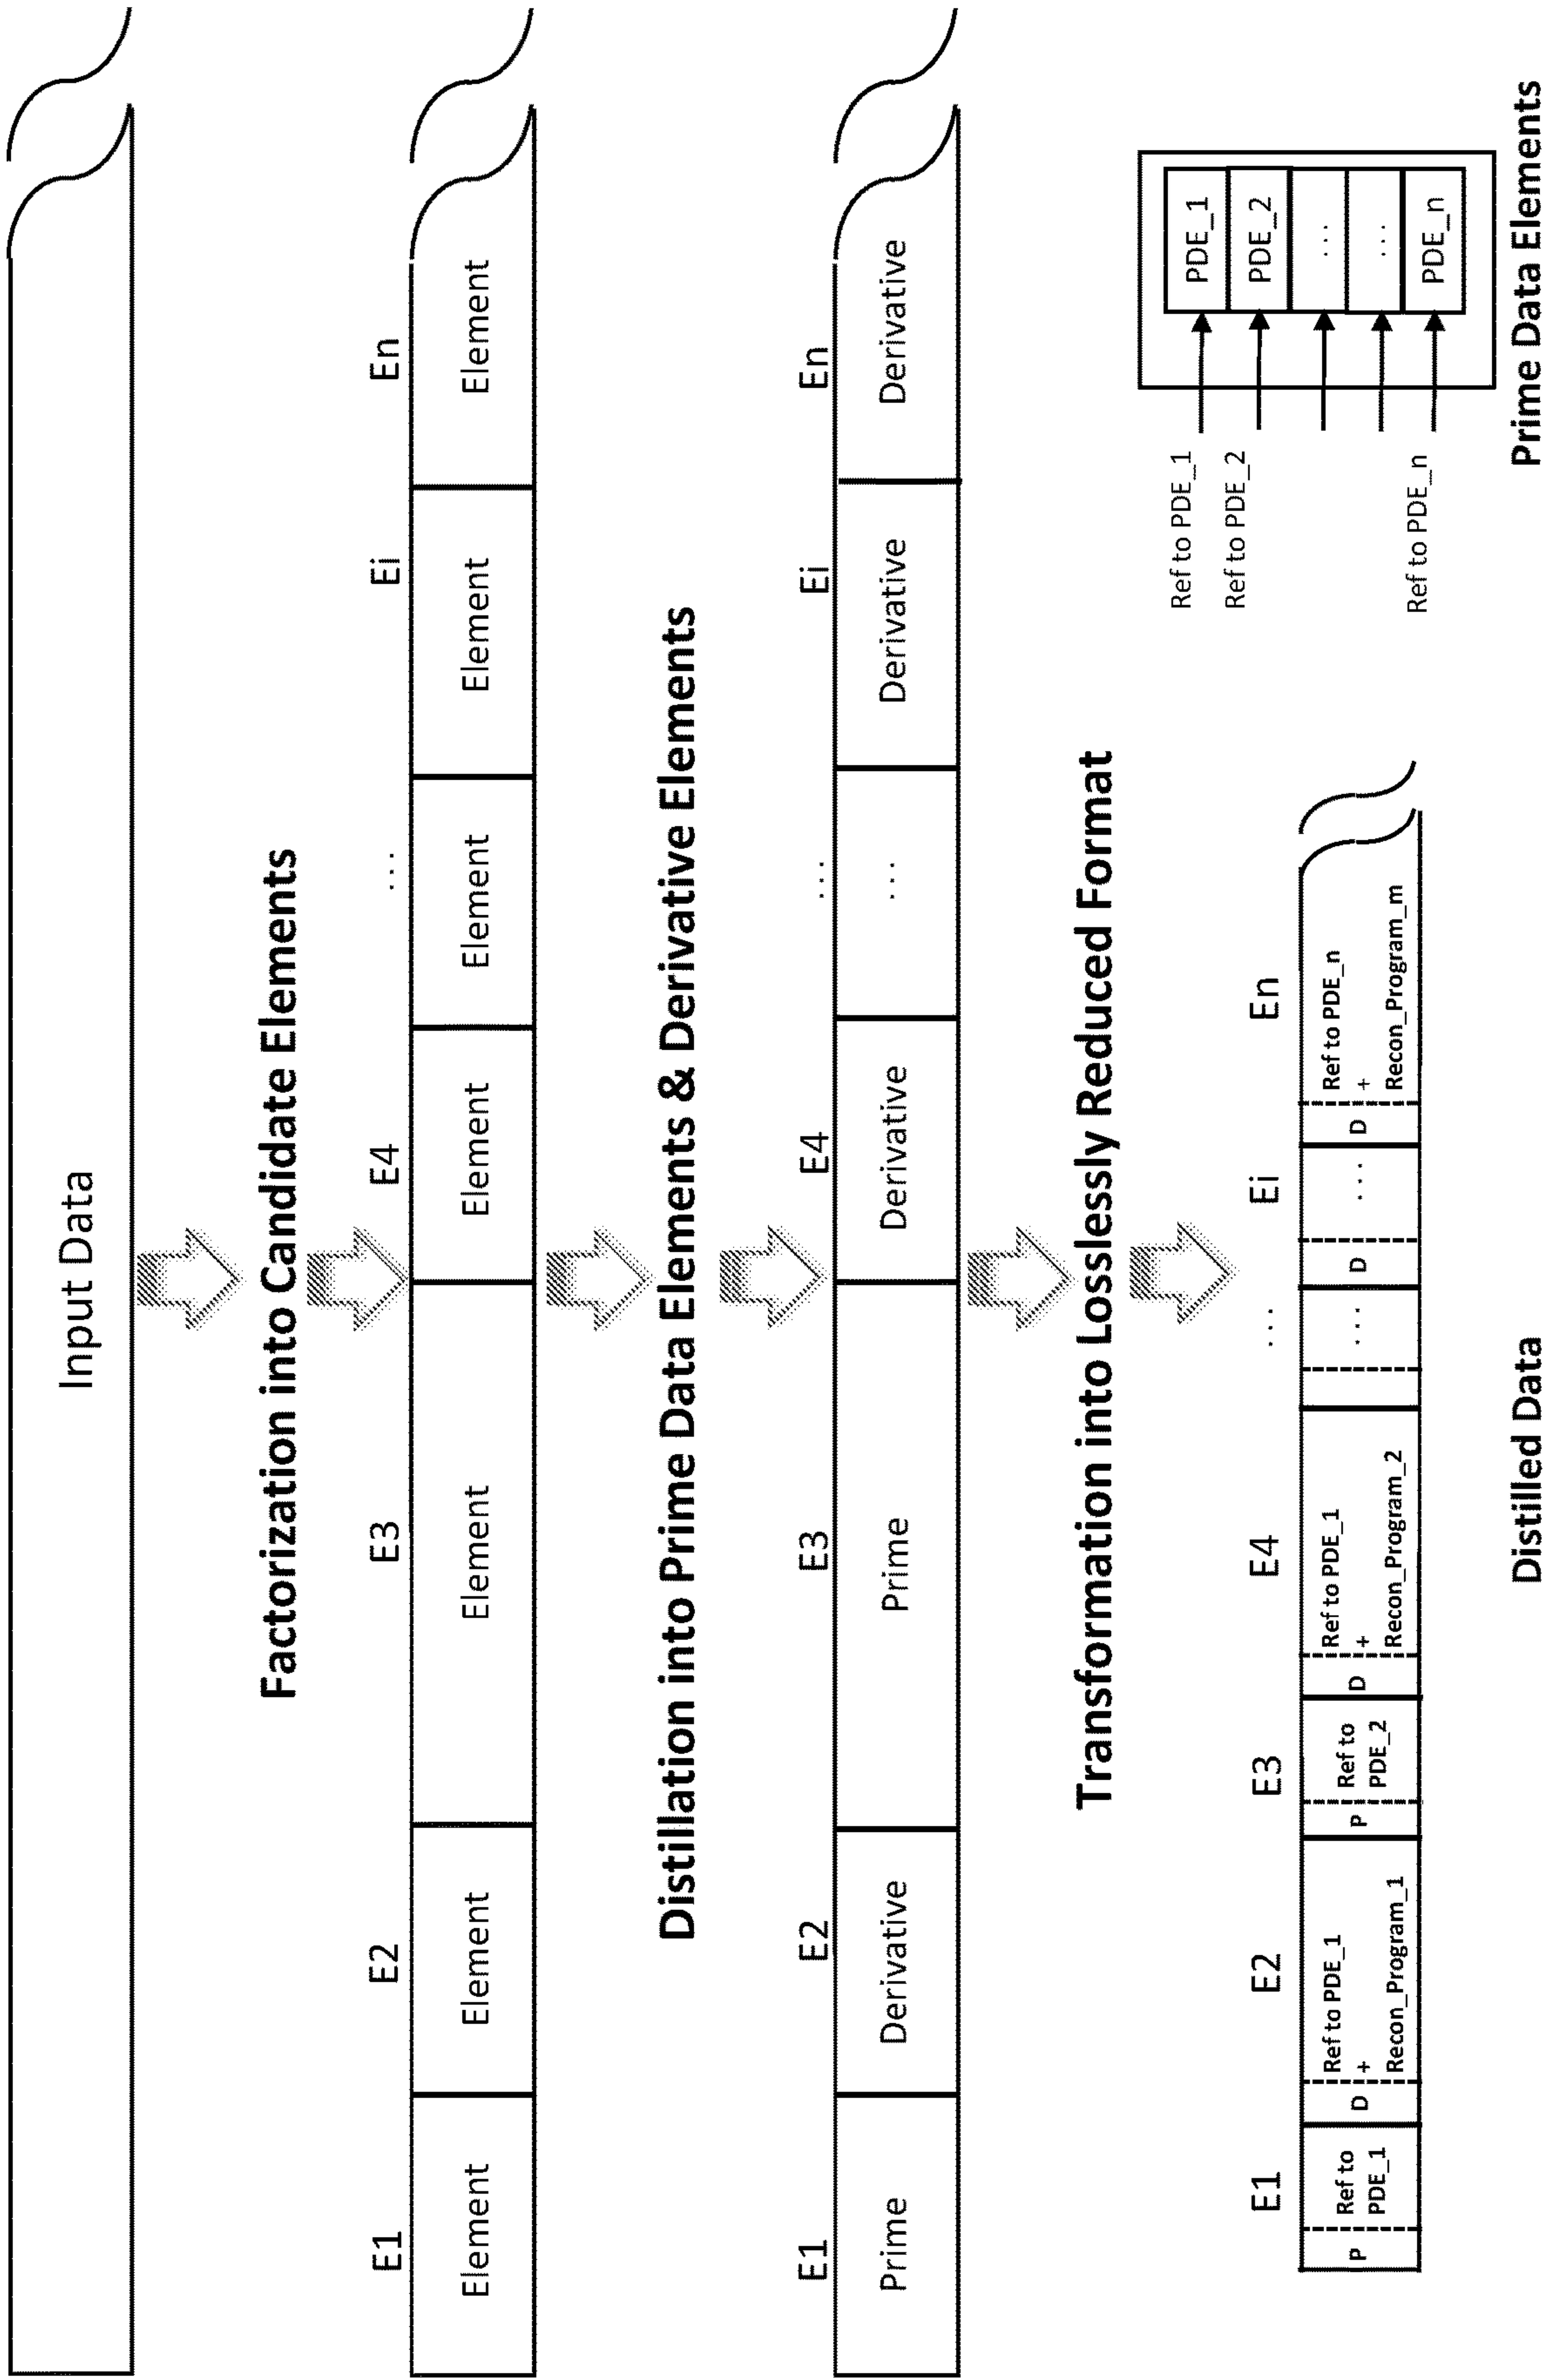 Input Data
Factorization into Candidate Elements
E1 E2 E3 E4 ... Ei En
Element Element Element Element Element Element Element
Distillation into Prime Data Elements & Derivative Elements
E1 E2 E3 E4 ... Ei En
Prime Derivative Prime Derivative ... Derivative Derivative
Transformation into Losslessly Reduced Format
E1 E2 E3 E4 ... Ei En
P
Ref to
PDE_1
D
Ref to PDE_1
+
Recon_Program_1
P
Ref to
PDE_2
D
Ref to PDE_1
+
Recon_Program_2
...
D
...
D
Ref to PDE_n
+
Recon_Program_m
Distilled Data
Ref to PDE_1
Ref to PDE_2
Ref to PDE_n
PDE_1
PDE_2
...
...
PDE_n
Prime Data Elements